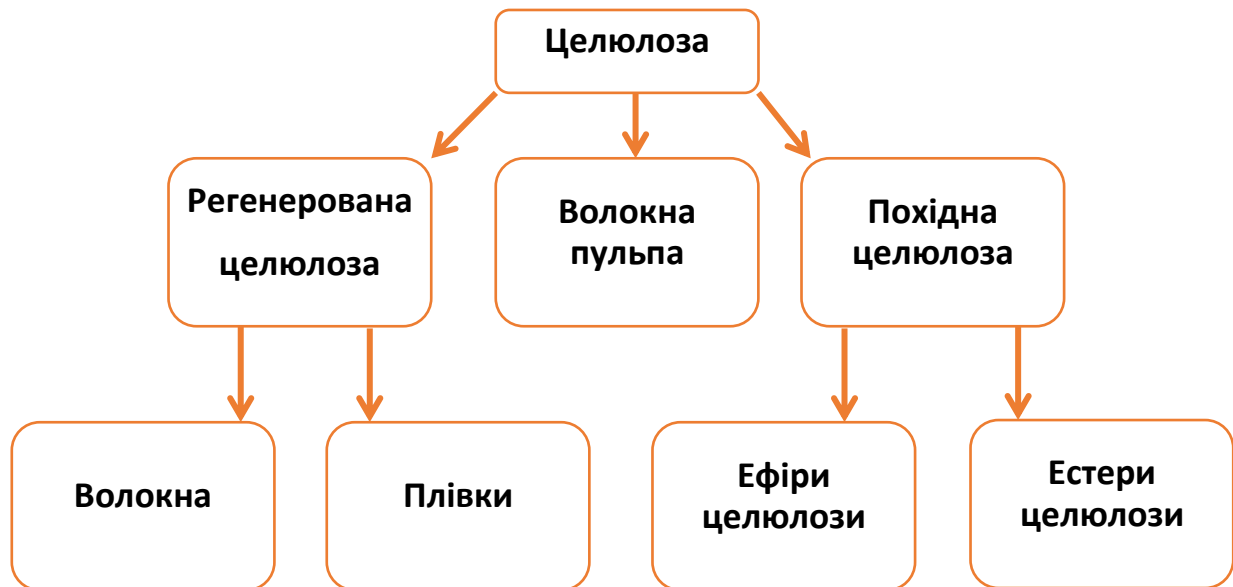 Целюлоза
Регенерована
целюлоза
Волокна
пульпа
Похідна
целюлоза
Волокна
Плівки
Ефіри
целюлози
Естери
целюлози